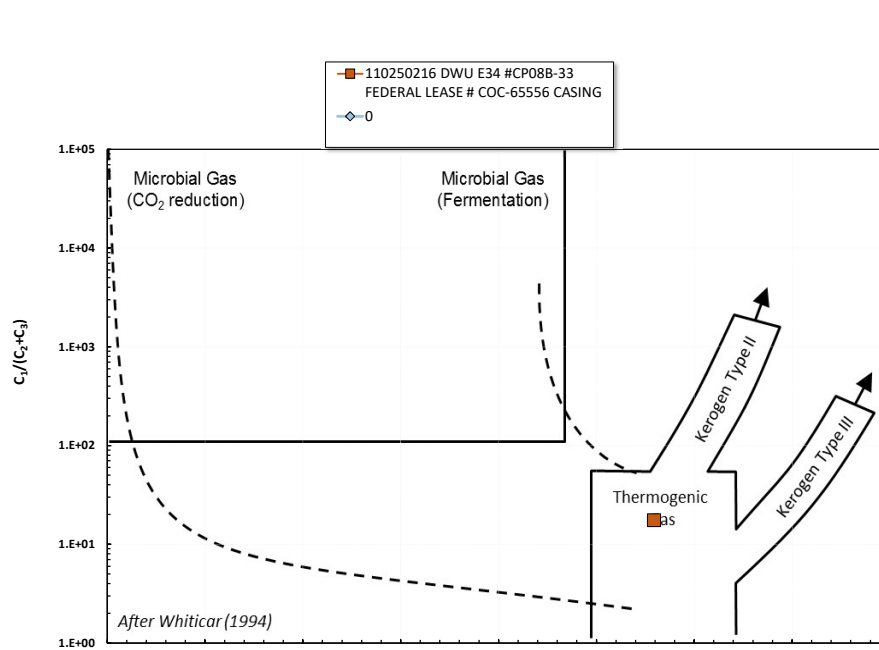 110250216 DWU E34 #CP08B-33
FEDERAL LEASE # COC-65556 CASING
0
1.E+05
Microbial Gas
(CO₂ reduction)
Microbial Gas
(Fermentation)
1.E+04
1.E+03
C₁/(C₂+C₃)
Kerogen Type II
Kerogen Type III
1.E+02
Thermogenic
as
1.E+01
After Whiticar (1994)
1.E+00